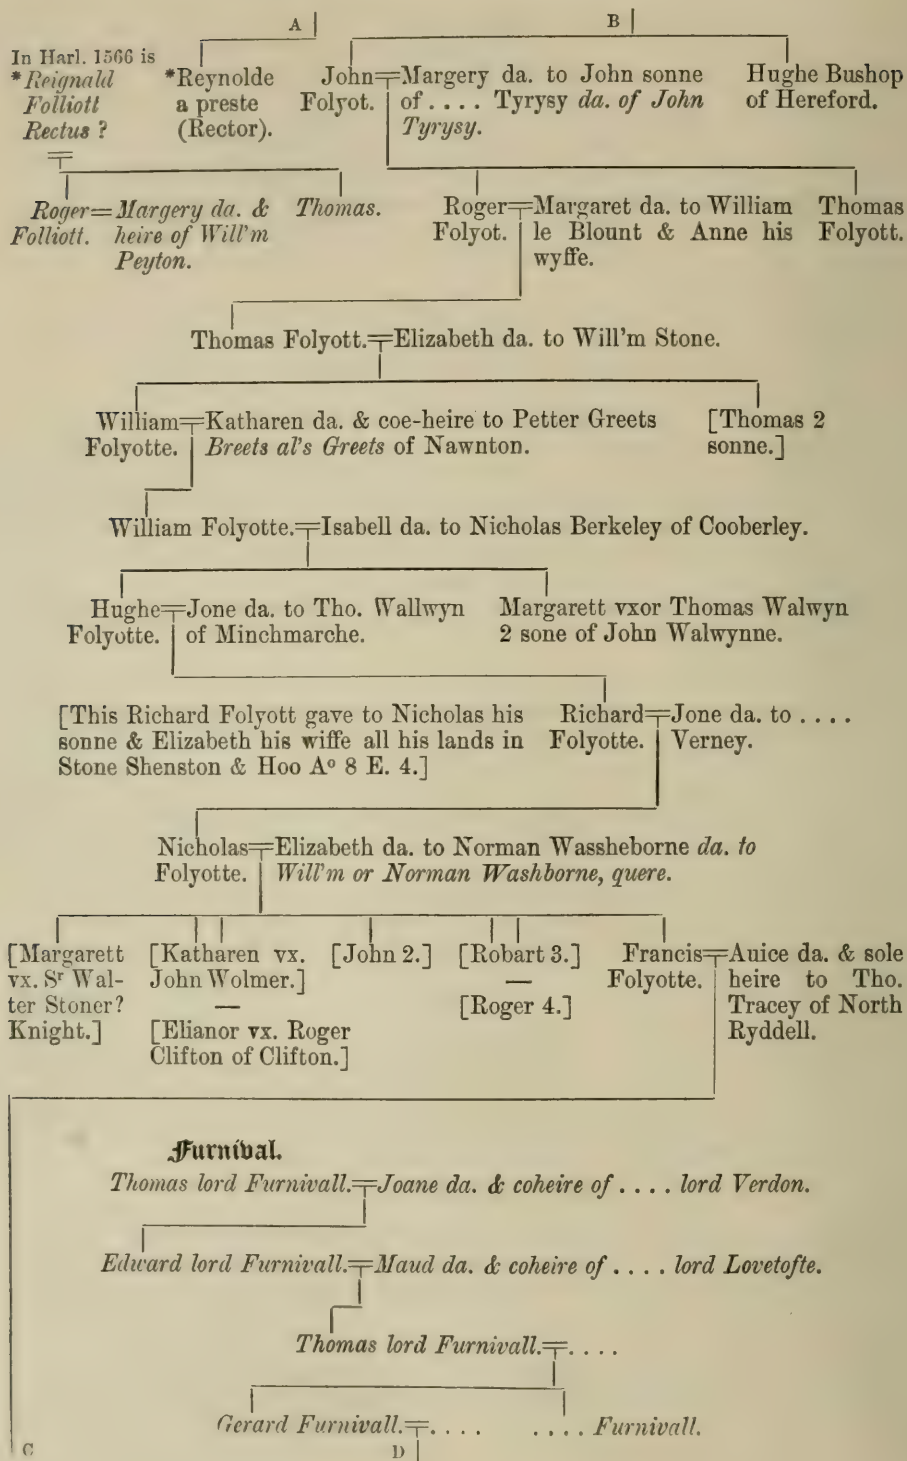 A B
In Harl. 1566 is
*Reignald
Folliott
Rectus ?
*Reynolde
a preste
(Rector).
John Folyot.
Margery da. to John sonne
of . . . . Tyrysy da. of John
Tyrysy.
Hughe Bushop
of Hereford.
Roger
Folliott.
Margery da. &
heire of Will'm
Peyton.
Thomas.
Roger
Folyot.
Margaret da. to William
le Blount & Anne his
wyffe.
Thomas
Folyott.
Thomas Folyott. Elizabeth da. to Will'm Stone.
William
Folyotte.
Katharen da. & coe-heire to Petter Greets
Breets al's Greets of Nawnton.
[Thomas 2
sonne.]
William Folyotte. Isabell da. to Nicholas Berkeley of Cooberley.
Hughe
Folyotte.
Jone da. to Tho. Wallwyn
of Minchmarche.
Margarett vxor Thomas Walwyn
2 sone of John Walwynne.
[This Richard Folyott gave to Nicholas his
sonne & Elizabeth his wiffe all his lands in
Stone Shenston & Hoo Aº 8 E. 4.]
Richard
Folyotte.
Jone da. to . . . .
Verney.
Nicholas
Folyotte.
Elizabeth da. to Norman Wassheborne da. to
Will'm or Norman Washborne, quere.
[Margarett
vx. Sr Wal-
ter Stoner?
Knight.]
[Katharen vx.
John Wolmer.]
—
[Elianor vx. Roger
Clifton of Clifton.]
[John 2.]
[Robart 3.]
—
[Roger 4.]
Francis
Folyotte.
Auice da. & sole
heire to Tho.
Tracey of North
Ryddell.
Furnival.
Thomas lord Furnivall. Joane da. & coheire of . . . . lord Verdon.
Edward lord Furnivall. Maud da. & coheire of . . . . lord Lovetofte.
Thomas lord Furnivall. . . . .
Gerard Furnivall. . . . . . . . . Furnivall.
C D